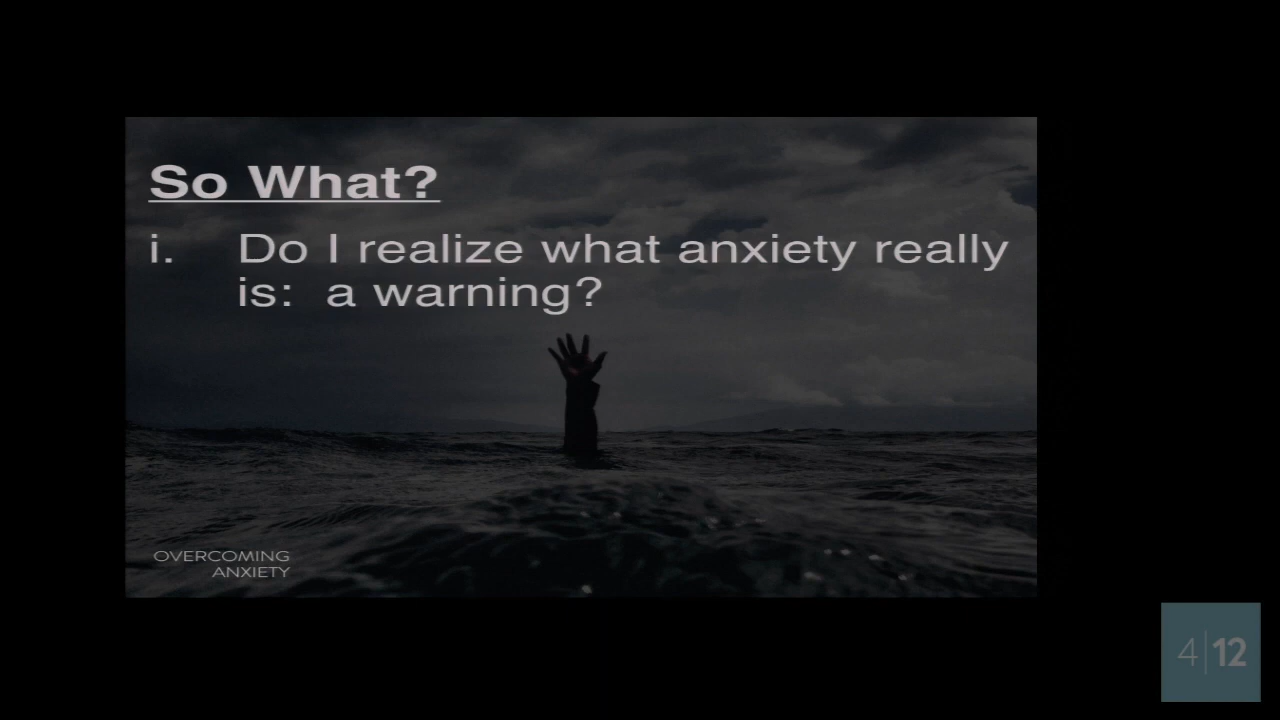 So What?
i. Do I realize what anxiety really
is: a warning?
OVERCOMING
ANXIETY
4|12